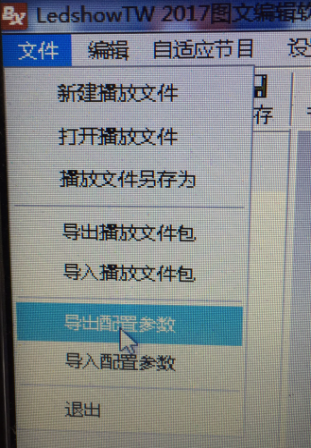 BX LedshowTW 2017图文编辑软
文件 编辑 自适应节目 设
新建播放文件
存
打开播放文件
播放文件另存为
导出播放文件包
导入播放文件包
导出配置参数
导入配置参数
退出